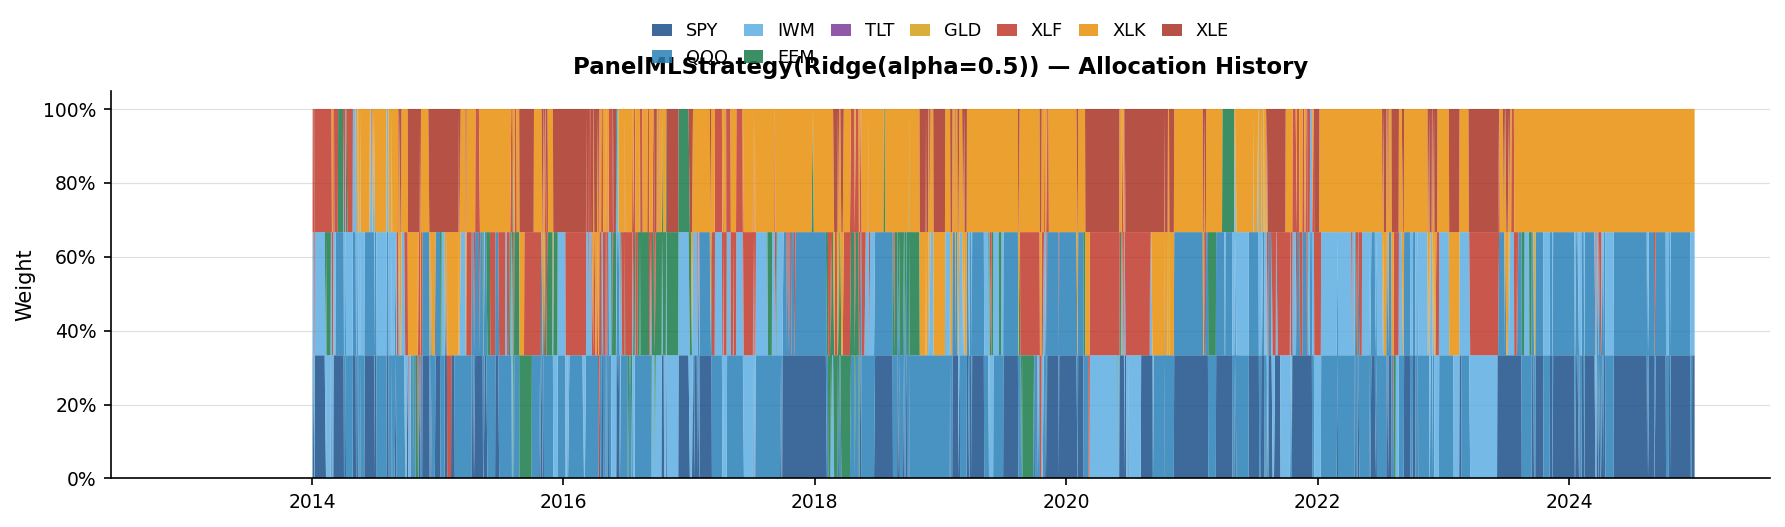 SPY IWM TLT GLD XLF XLK XLE
QQQ EEM
PanelMLStrategy(Ridge(alpha=0.5)) — Allocation History
100%
80%
60%
40%
20%
0%
Weight
2014 2016 2018 2020 2022 2024